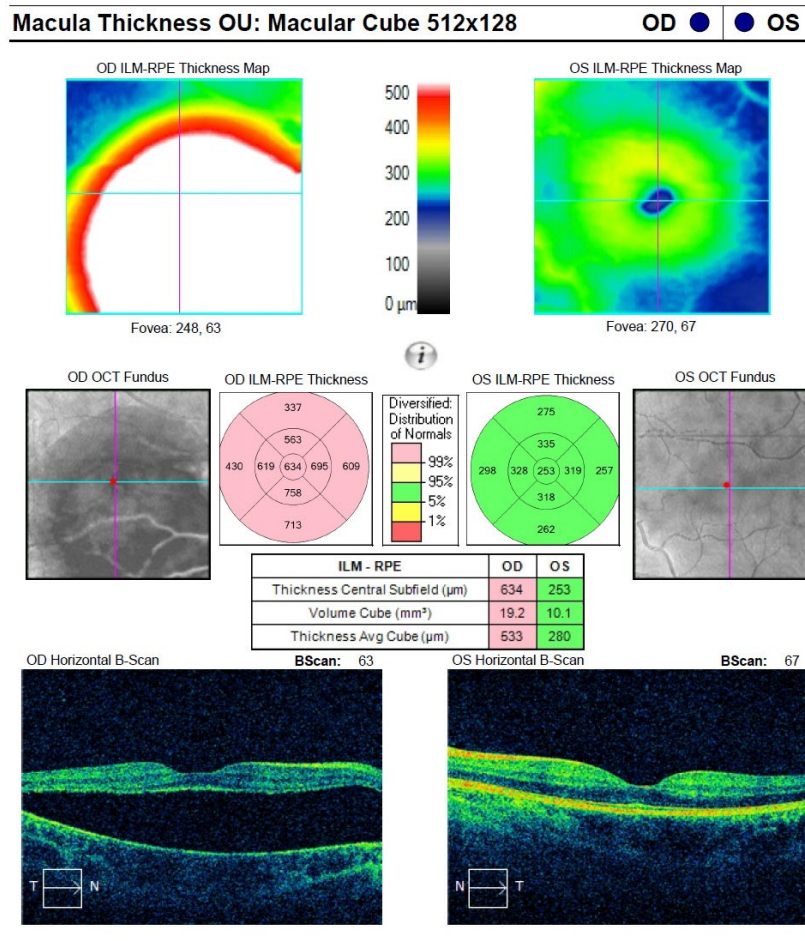 Macula Thickness OU: Macular Cube 512x128 OD OS
OD ILM-RPE Thickness Map
OS ILM-RPE Thickness Map
500
400
300
200
100
0 µm
Fovea: 248, 63
Fovea: 270, 67
i
OD OCT Fundus
OD ILM-RPE Thickness
OS ILM-RPE Thickness
OS OCT Fundus
337
563
430 619 634 695 609
758
713
Diversified:
Distribution
of Normals
99%
95%
5%
1%
275
335
298 328 253 319 257
318
262
ILM - RPE OD OS
Thickness Central Subfield (µm) 634 253
Volume Cube (mm³) 19.2 10.1
Thickness Avg Cube (µm) 533 280
OD Horizontal B-Scan BScan: 63
OS Horizontal B-Scan BScan: 67
T N
N T